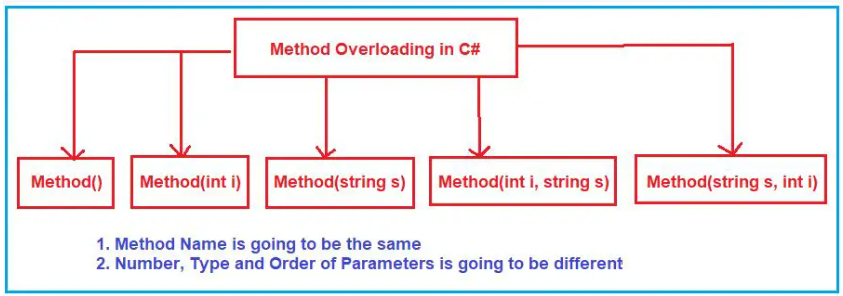 Method Overloading in C#
Method()
Method(int i)
Method(string s)
Method(int i, string s)
Method(string s, int i)
1. Method Name is going to be the same
2. Number, Type and Order of Parameters is going to be different